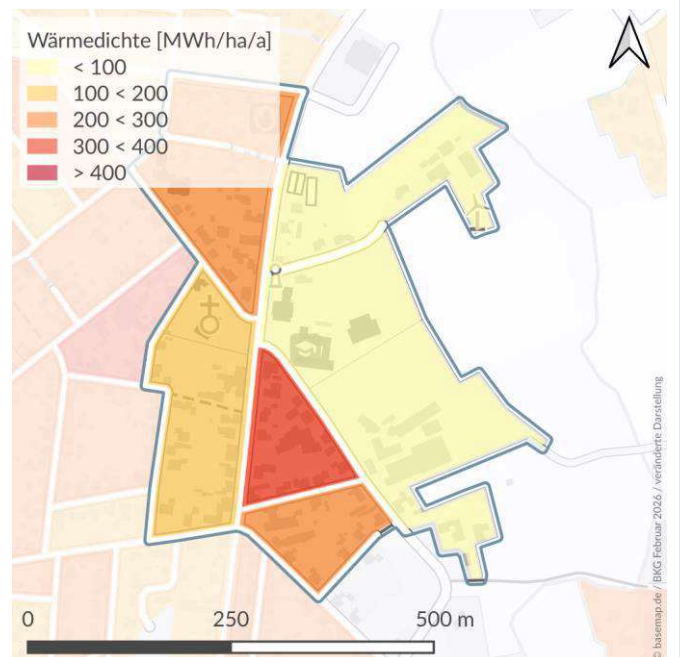 Wärmedichte [MWh/ha/a]
< 100
100 < 200
200 < 300
300 < 400
> 400
0 250 500 m
© basemap.de / BKG Februar 2026 / veränderte Darstellung